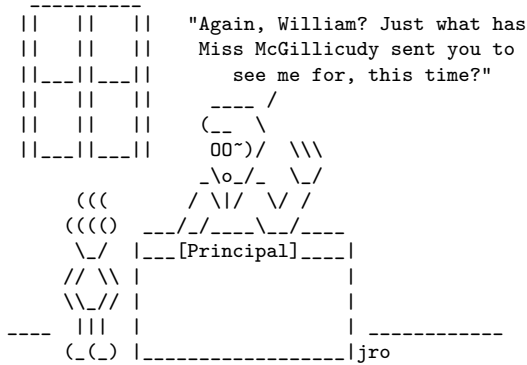 "Again, William? Just what has
Miss McGillicudy sent you to
see me for, this time?"
[Principal]
jro